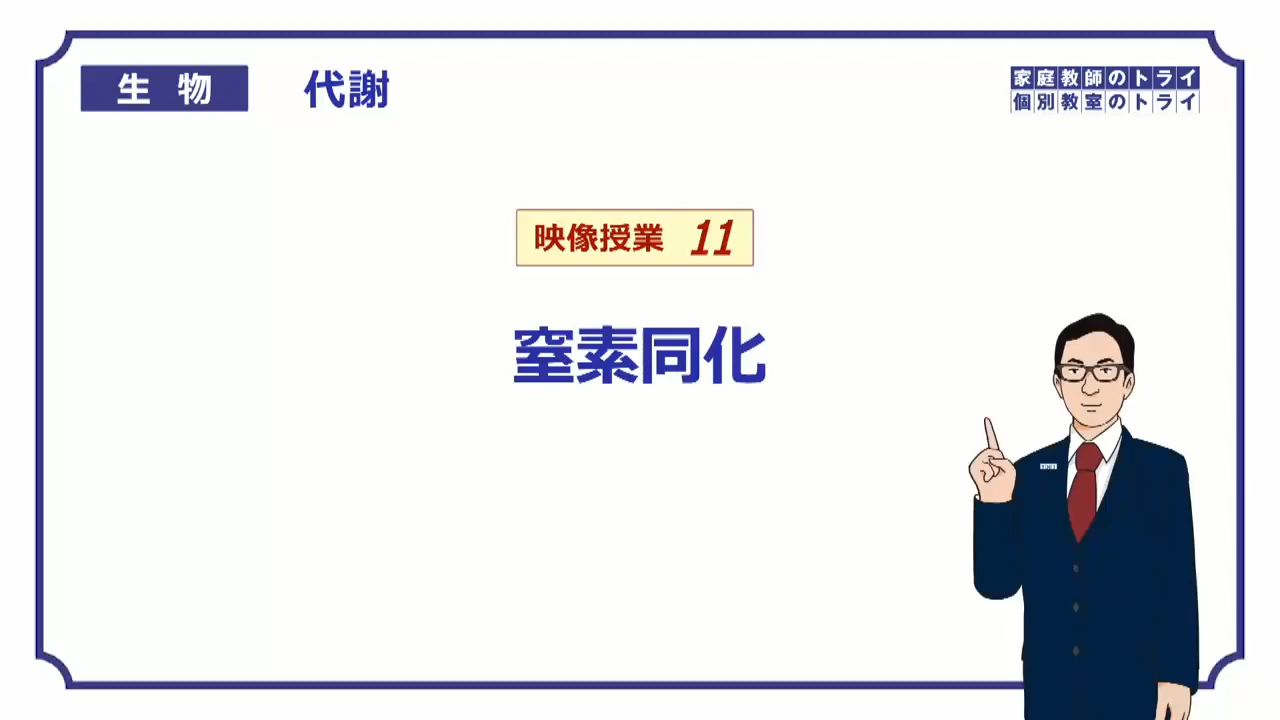 生物 代謝
家庭教師のトライ
個別教室のトライ
映像授業 11
窒素同化